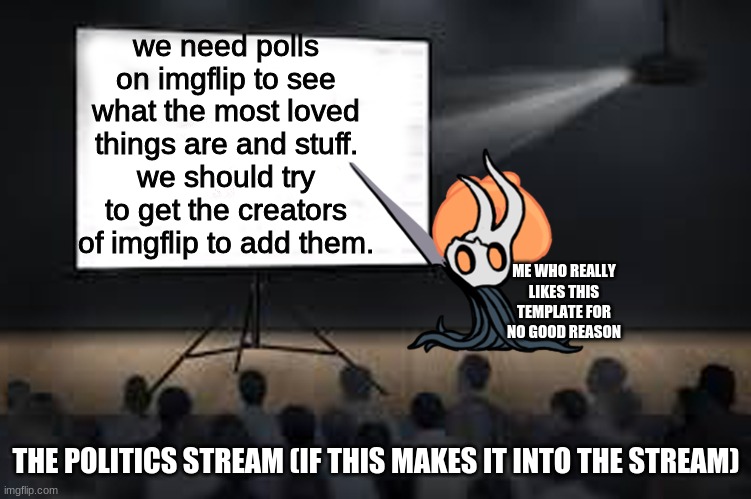 we need polls
on imgflip to see
what the most loved
things are and stuff.
we should try
to get the creators
of imgflip to add them.
ME WHO REALLY
LIKES THIS
TEMPLATE FOR
NO GOOD REASON
THE POLITICS STREAM (IF THIS MAKES IT INTO THE STREAM)
imgflip.com